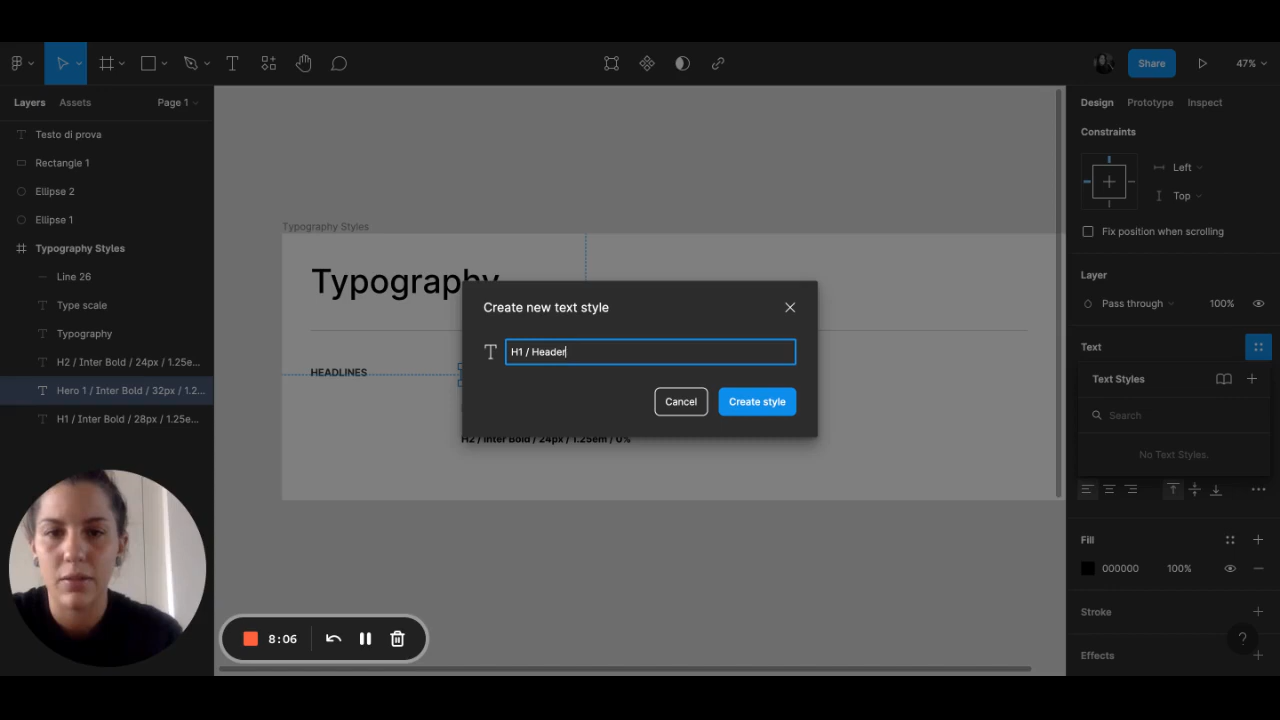 Share
47%
Layers
Assets
Page 1
Design
Prototype
Inspect
Testo di prova
Rectangle 1
Ellipse 2
Ellipse 1
Typography Styles
Line 26
Type scale
Typography
H2 / Inter Bold / 24px / 1.25e...
Hero 1 / Inter Bold / 32px / 1.2...
H1 / Inter Bold / 28px / 1.25e...
Typography Styles
Typography
HEADLINES
H2 / Inter Bold / 24px / 1.25em / 0%
Create new text style
H1 / Header
Cancel
Create style
8:06
Constraints
Left
Top
Fix position when scrolling
Layer
Pass through
100%
Text
Text Styles
Search
No Text Styles.
Fill
000000
100%
Stroke
Effects
?